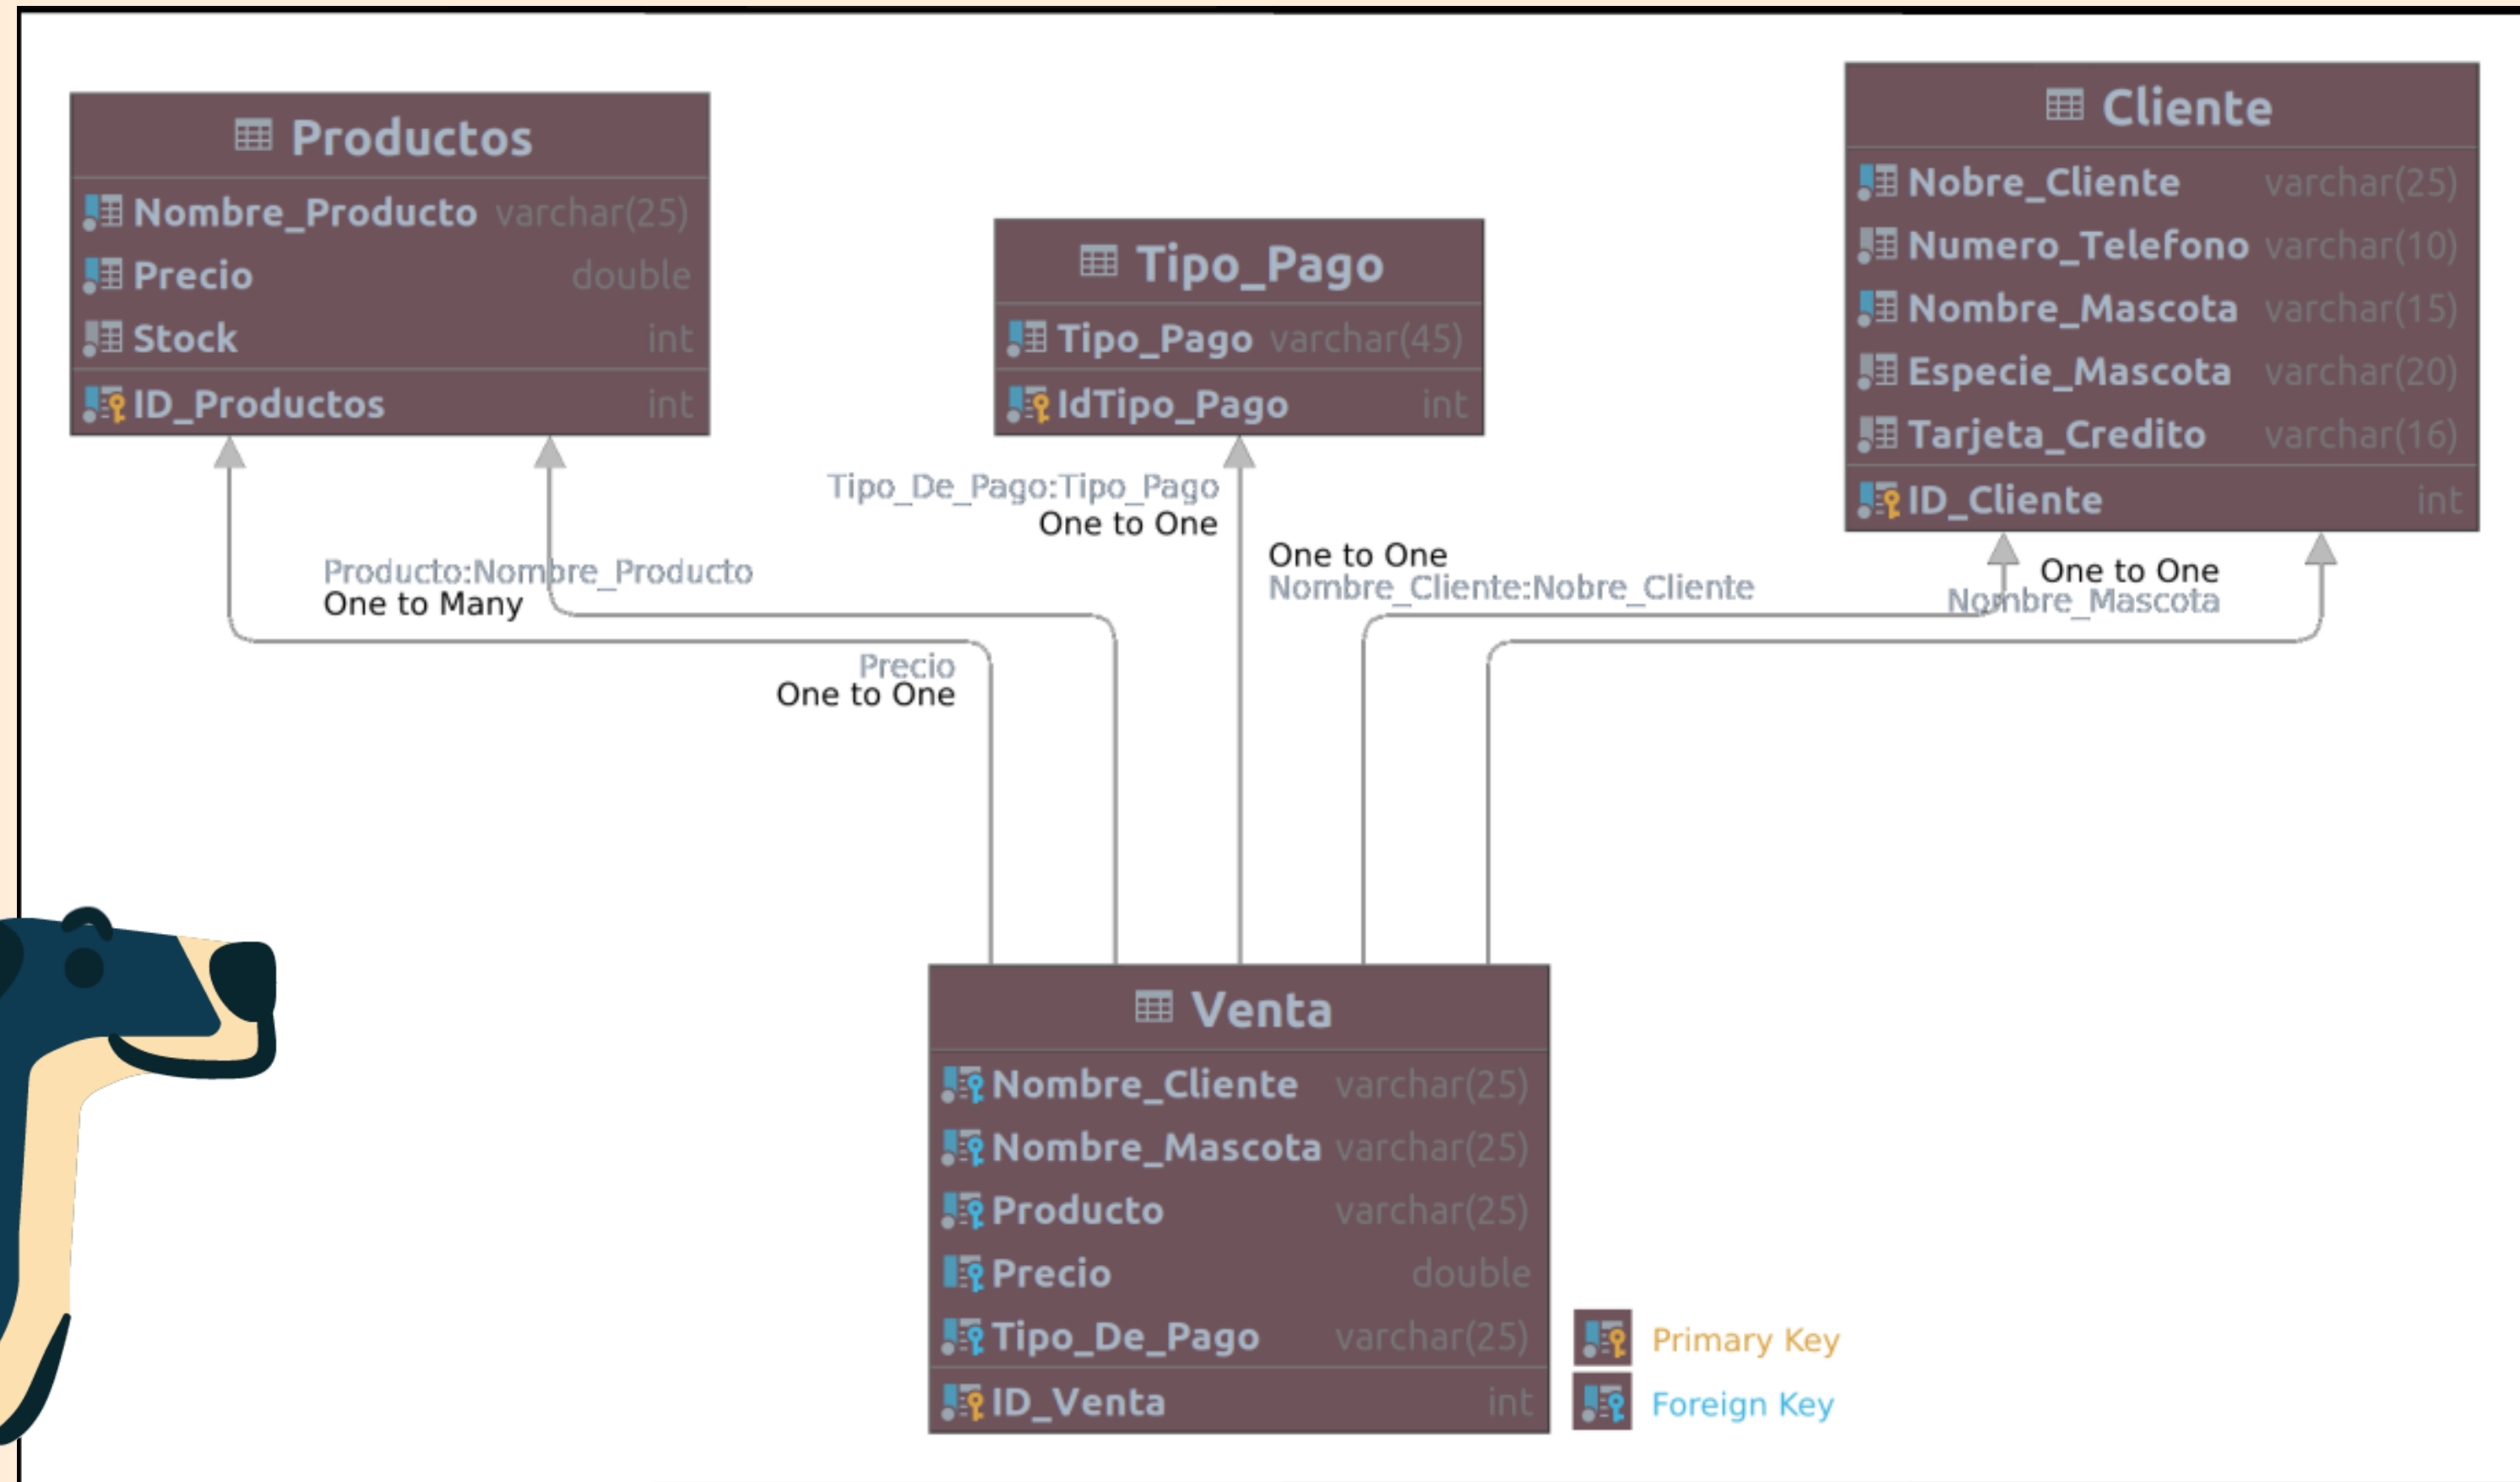 Productos
Nombre_Producto varchar(25)
Precio double
Stock int
ID_Productos int
Tipo_Pago
Tipo_Pago varchar(45)
IdTipo_Pago int
Cliente
Nobre_Cliente varchar(25)
Numero_Telefono varchar(10)
Nombre_Mascota varchar(15)
Especie_Mascota varchar(20)
Tarjeta_Credito varchar(16)
ID_Cliente int
Producto:Nombre_Producto
One to Many
Precio
One to One
Tipo_De_Pago:Tipo_Pago
One to One
One to One
Nombre_Cliente:Nobre_Cliente
One to One
Nombre_Mascota
Venta
Nombre_Cliente varchar(25)
Nombre_Mascota varchar(25)
Producto varchar(25)
Precio double
Tipo_De_Pago varchar(25)
ID_Venta int
Primary Key
Foreign Key